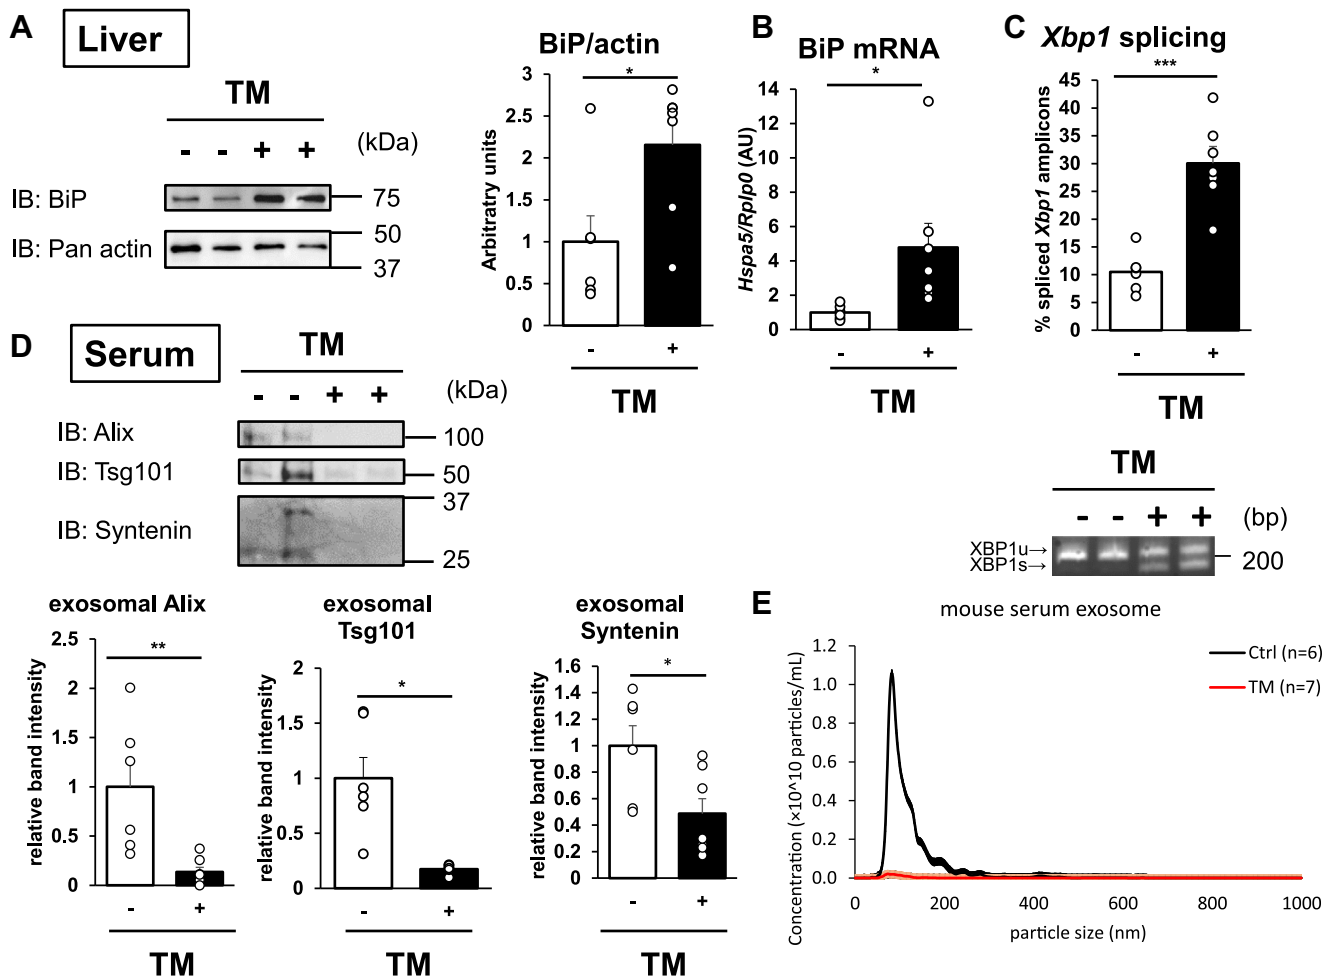 A
Liver
TM
- - + +
(kDa)
IB: BiP
75
IB: Pan actin
50
37
BiP/actin
*
Arbitratry units
3
2.5
2
1.5
1
0.5
0
- +
TM
B
BiP mRNA
*
Hspa5/Rplp0 (AU)
14
12
10
8
6
4
2
0
- +
TM
C
Xbp1 splicing
***
% spliced Xbp1 amplicons
45
40
35
30
25
20
15
10
5
0
- +
TM
TM
- - + +
(bp)
XBP1u→
XBP1s→
200
D
Serum
TM
- - + +
(kDa)
IB: Alix
100
IB: Tsg101
50
IB: Syntenin
37
25
exosomal Alix
**
relative band intensity
2.5
2
1.5
1
0.5
0
- +
TM
exosomal
Tsg101
*
relative band intensity
2
1.5
1
0.5
0
- +
TM
exosomal
Syntenin
*
relative band intensity
1.6
1.4
1.2
1
0.8
0.6
0.4
0.2
0
- +
TM
E
mouse serum exosome
Concentration (×10^10 particles/mL)
1.2
1.0
0.8
0.6
0.4
0.2
0.0
0 200 400 600 800 1000
particle size (nm)
Ctrl (n=6)
TM (n=7)